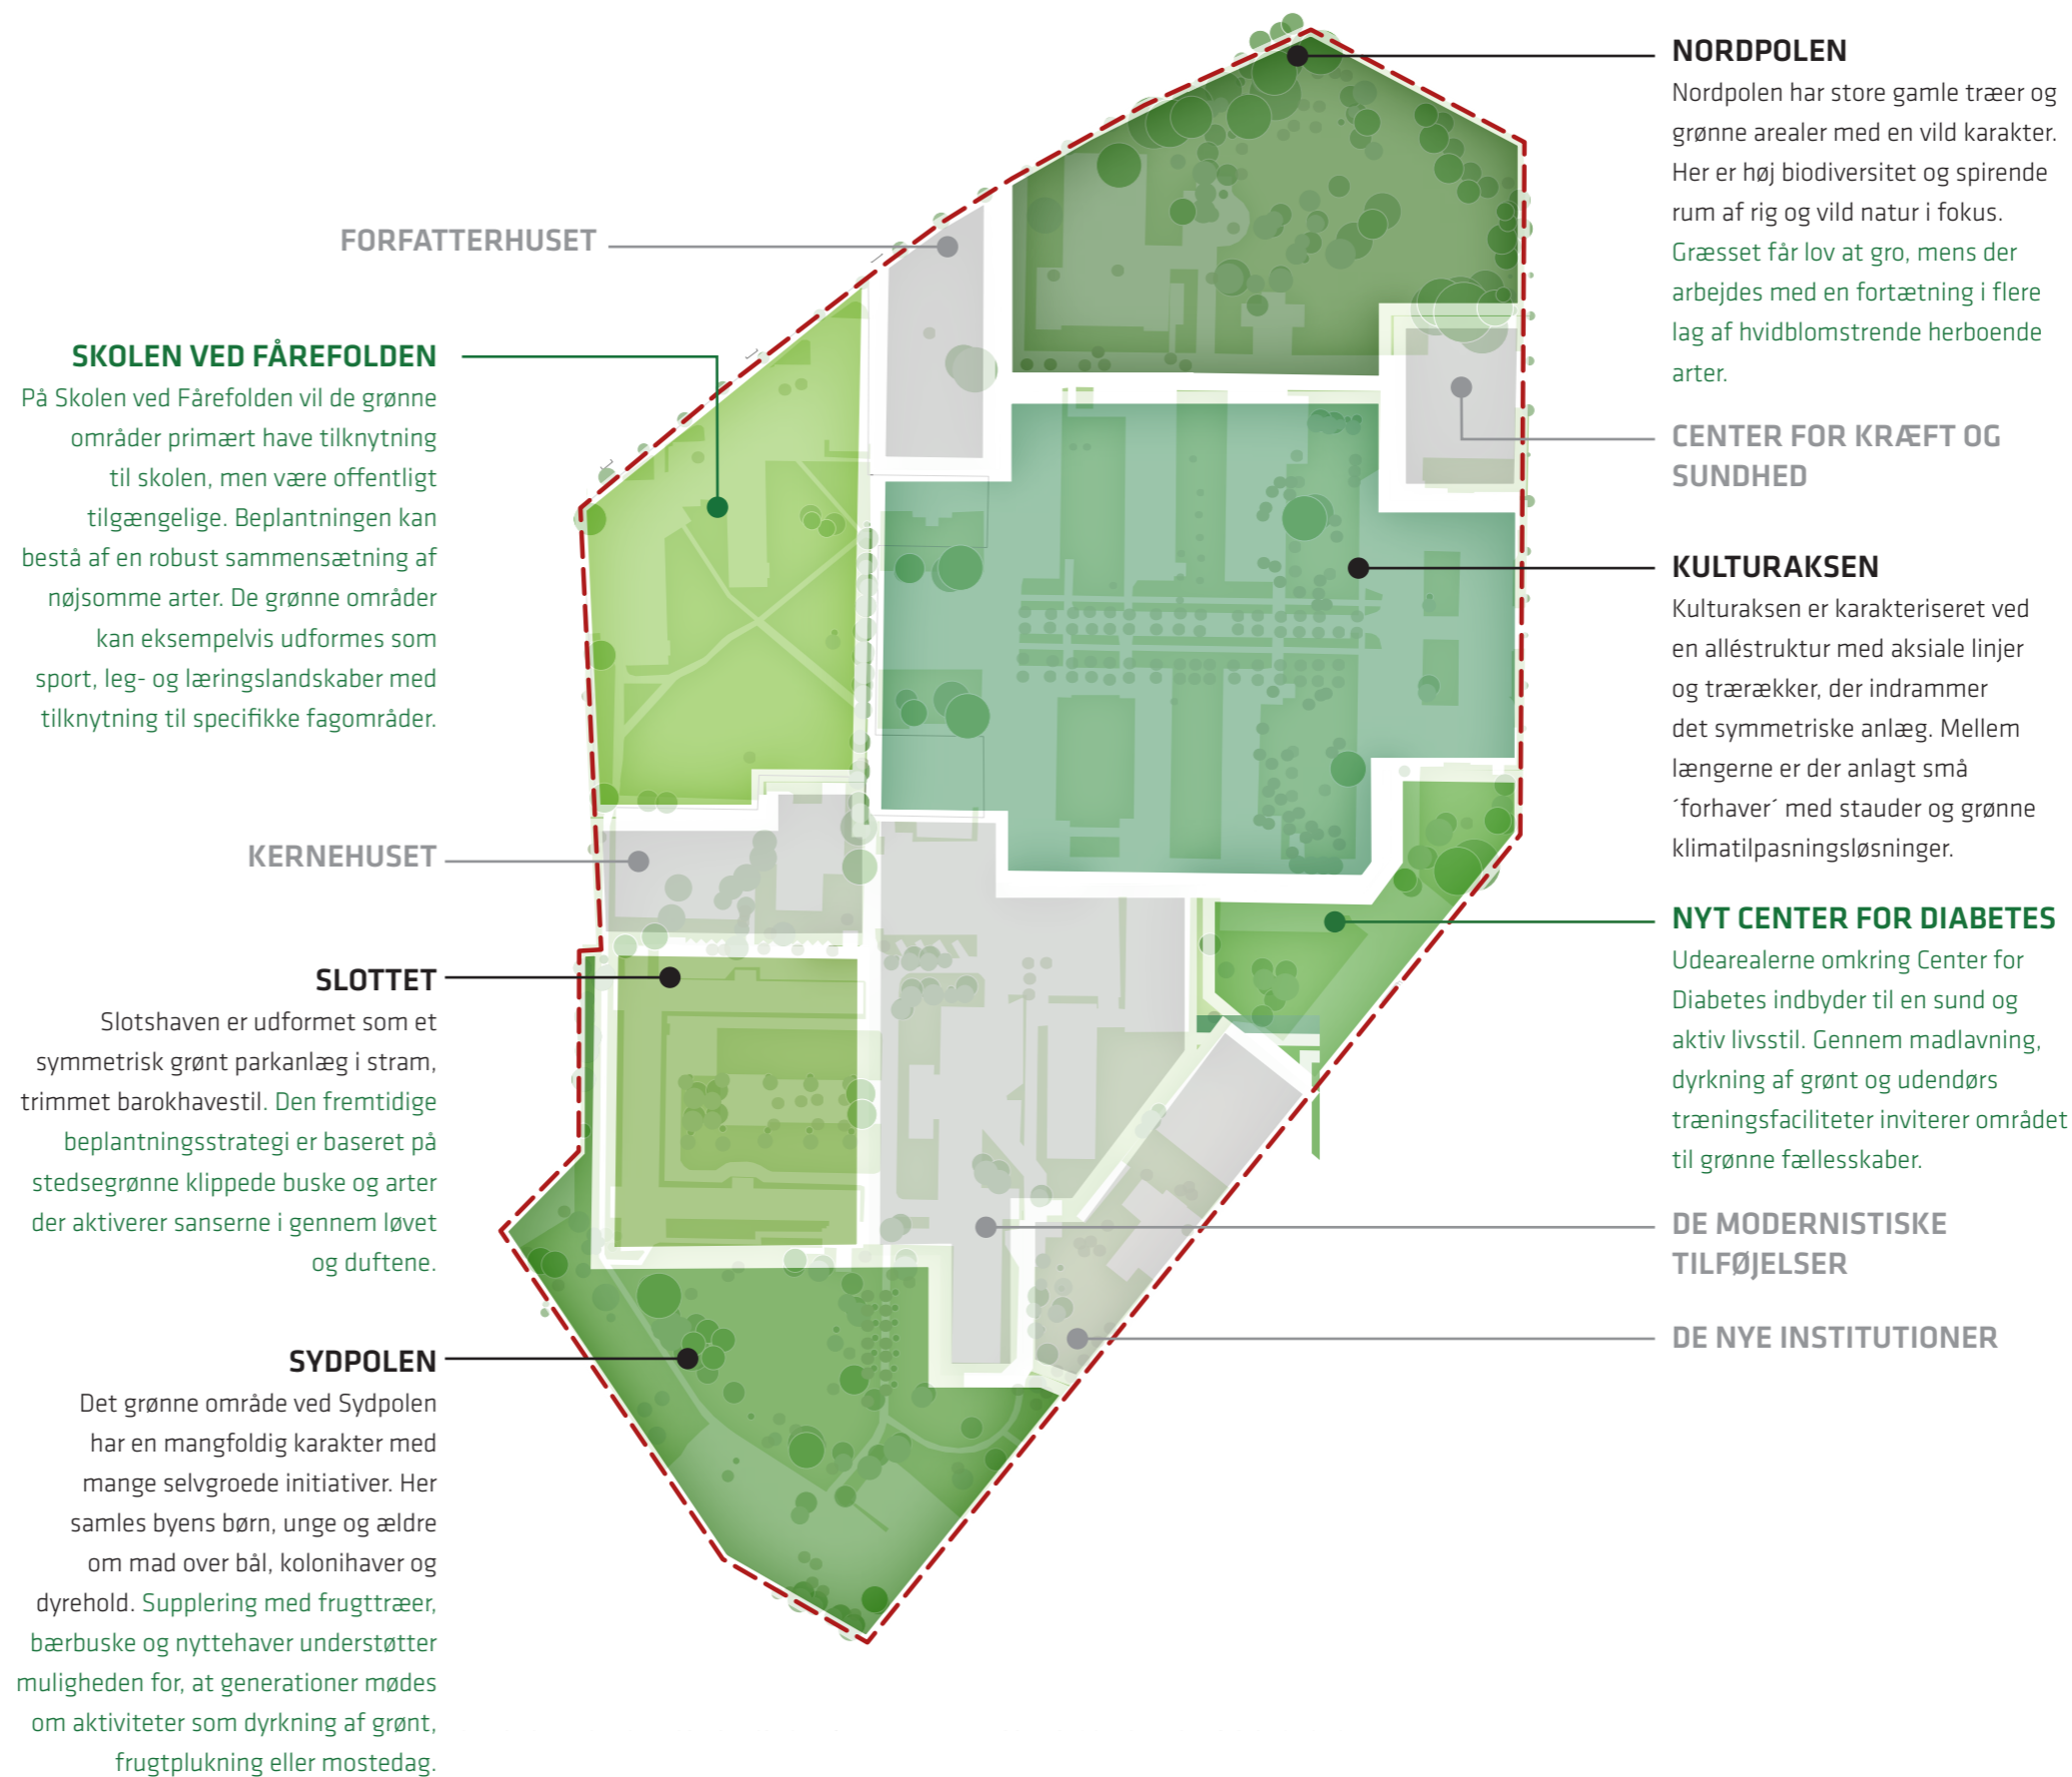 FORFATTERHUSET
SKOLEN VED FÅREFOLDEN
På Skolen ved Fårefolden vil de grønne
områder primært have tilknytning
til skolen, men være offentligt
tilgængelige. Beplantningen kan
bestå af en robust sammensætning af
nøjsomme arter. De grønne områder
kan eksempelvis udformes som
sport, leg- og læringslandskaber med
tilknytning til specifikke fagområder.
KERNEHUSET
SLOTTET
Slotshaven er udformet som et
symmetrisk grønt parkanlæg i stram,
trimmet barokhavestil. Den fremtidige
beplantningsstrategi er baseret på
stedsegrønne klippede buske og arter
der aktiverer sanserne i gennem løvet
og duftene.
SYDPOLEN
Det grønne område ved Sydpolen
har en mangfoldig karakter med
mange selvgroede initiativer. Her
samles byens børn, unge og ældre
om mad over bål, kolonihaver og
dyrehold. Supplering med frugttræer,
bærbuske og nyttehaver understøtter
muligheden for, at generationer mødes
om aktiviteter som dyrkning af grønt,
frugtplukning eller mostedag.
NORDPOLEN
Nordpolen har store gamle træer og
grønne arealer med en vild karakter.
Her er høj biodiversitet og spirende
rum af rig og vild natur i fokus.
Græsset får lov at gro, mens der
arbejdes med en fortætning i flere
lag af hvidblomstrende herboende
arter.
CENTER FOR KRÆFT OG
SUNDHED
KULTURAKSEN
Kulturaksen er karakteriseret ved
en alléstruktur med aksiale linjer
og trærækker, der indrammer
det symmetriske anlæg. Mellem
længerne er der anlagt små
´forhaver´ med stauder og grønne
klimatilpasningsløsninger.
NYT CENTER FOR DIABETES
Udearealerne omkring Center for
Diabetes indbyder til en sund og
aktiv livsstil. Gennem madlavning,
dyrkning af grønt og udendørs
træningsfaciliteter inviterer området
til grønne fællesskaber.
DE MODERNISTISKE
TILFØJELSER
DE NYE INSTITUTIONER